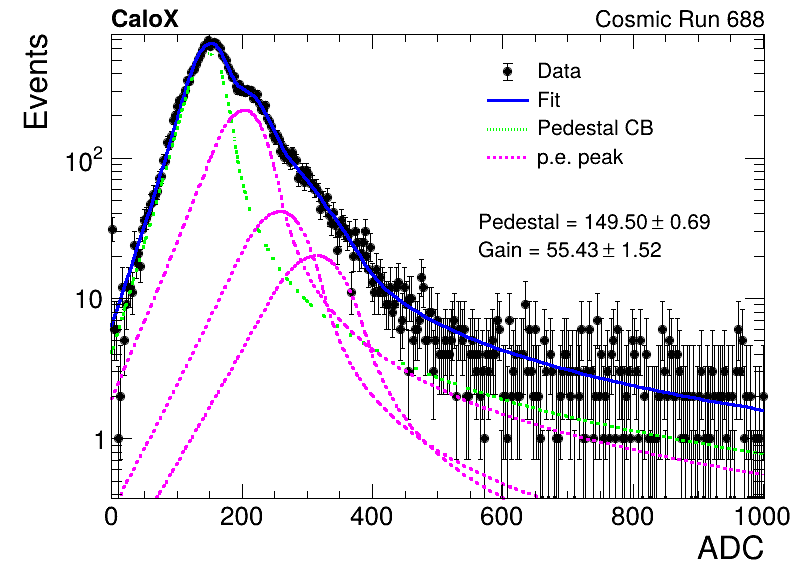 CaloX Cosmic Run 688
Events
Data
Fit
Pedestal CB
p.e. peak
Pedestal = 149.50 ± 0.69
Gain = 55.43 ± 1.52
10²
10
1
0 200 400 600 800 1000
ADC